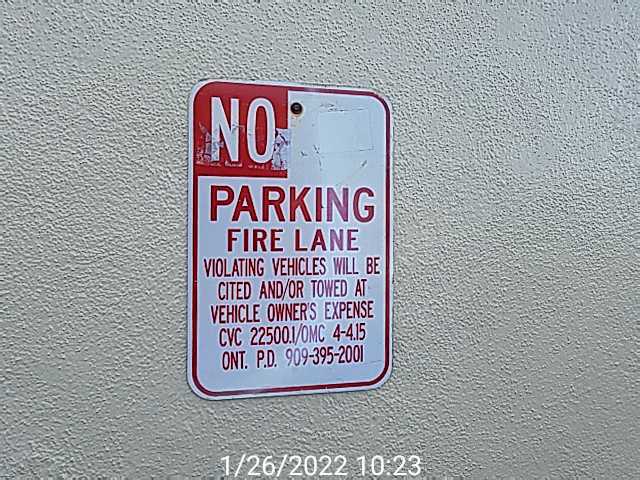 NO
PARKING
FIRE LANE
VIOLATING VEHICLES WILL BE
CITED AND/OR TOWED AT
VEHICLE OWNER'S EXPENSE
CVC 22500.1/OMC 4-4.15
ONT. P.D. 909-395-2001
1/26/2022 10:23